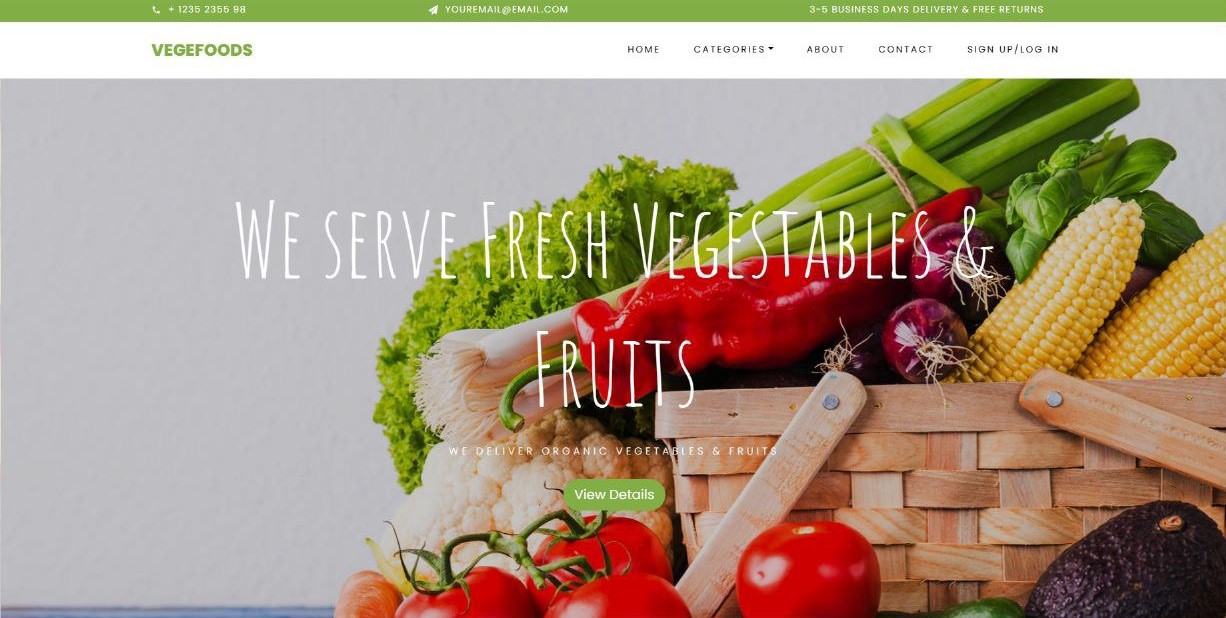 + 1235 2355 98 YOUREMAIL@EMAIL.COM 3-5 BUSINESS DAYS DELIVERY & FREE RETURNS
VEGEFOODS HOME CATEGORIES ABOUT CONTACT SIGN UP/LOG IN
WE SERVE FRESH VEGESTABLES &
FRUITS
WE DELIVER ORGANIC VEGETABLES & FRUITS
View Details